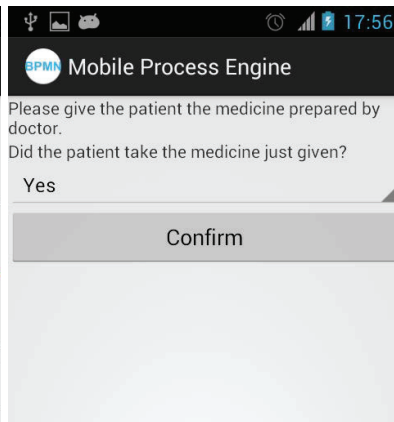 17:56
BPMN Mobile Process Engine
Please give the patient the medicine prepared by
doctor.
Did the patient take the medicine just given?
Yes
Confirm